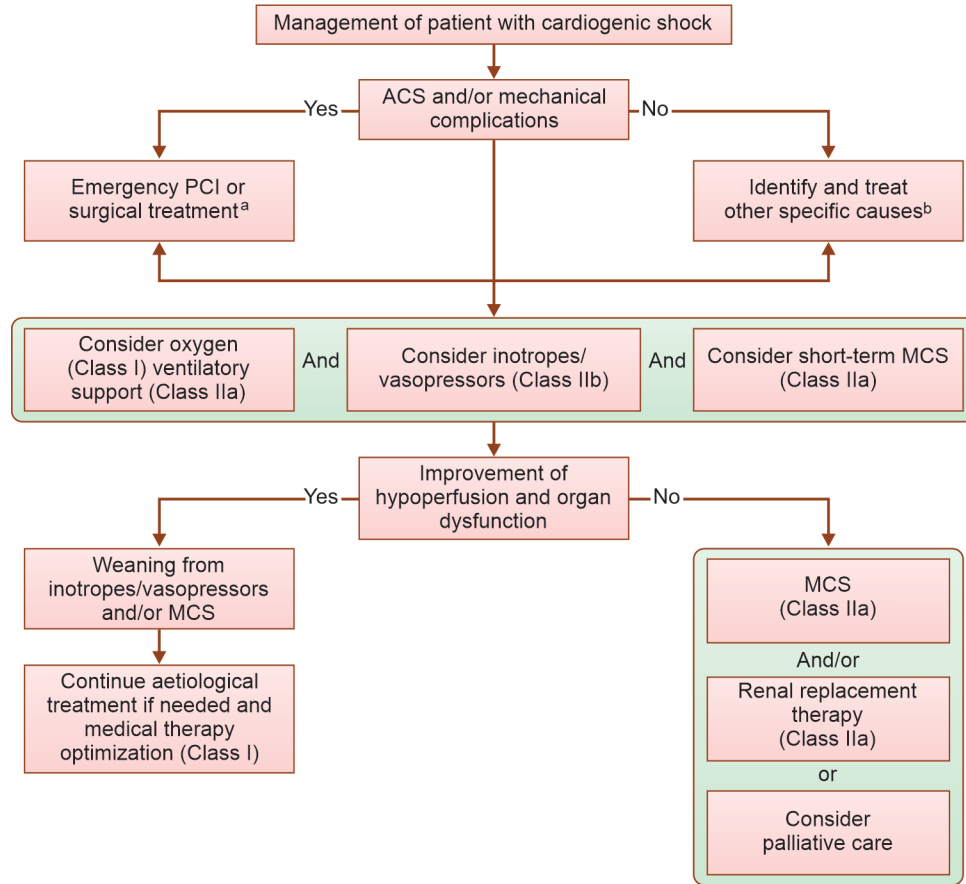 Management of patient with cardiogenic shock
ACS and/or mechanical
complications
Yes
No
Emergency PCI or
surgical treatmentᵃ
Identify and treat
other specific causesᵇ
Consider oxygen
(Class I) ventilatory
support (Class IIa)
And
Consider inotropes/
vasopressors (Class IIb)
And
Consider short-term MCS
(Class IIa)
Improvement of
hypoperfusion and organ
dysfunction
Yes
No
Weaning from
inotropes/vasopressors
and/or MCS
Continue aetiological
treatment if needed and
medical therapy
optimization (Class I)
MCS
(Class IIa)
And/or
Renal replacement
therapy
(Class IIa)
or
Consider
palliative care